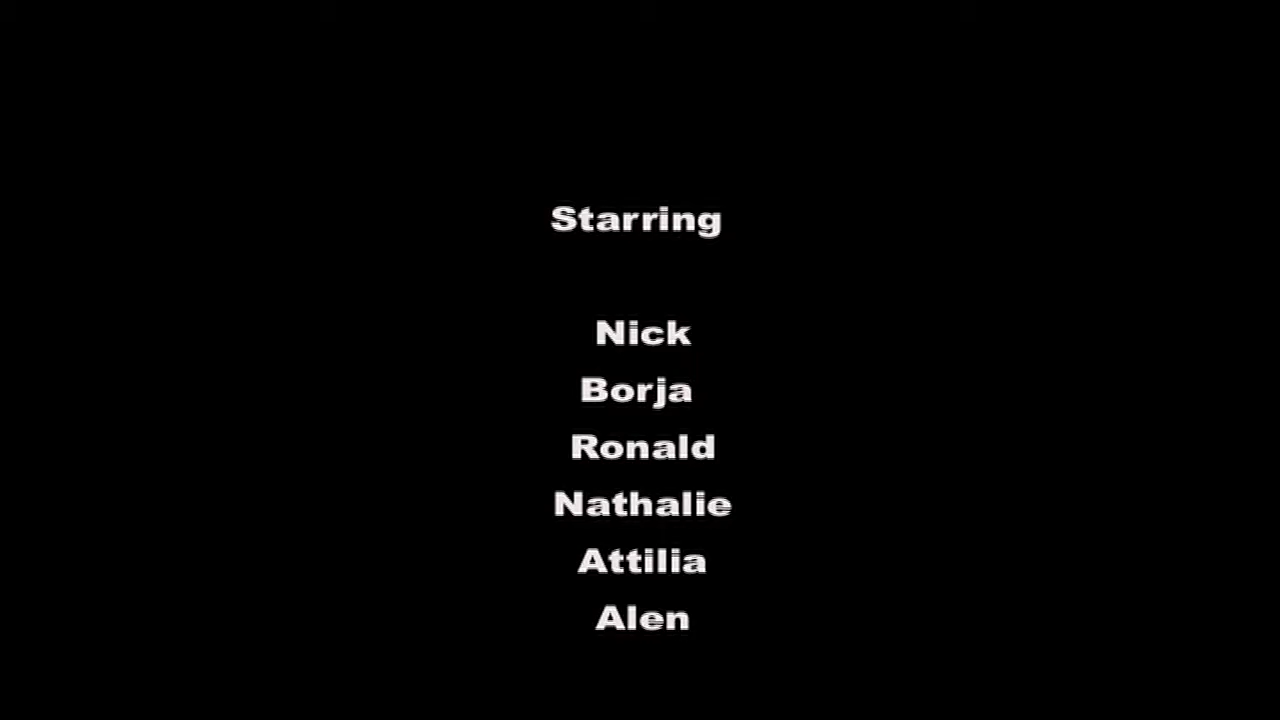 Starring
Nick
Borja
Ronald
Nathalie
Attilia
Alen